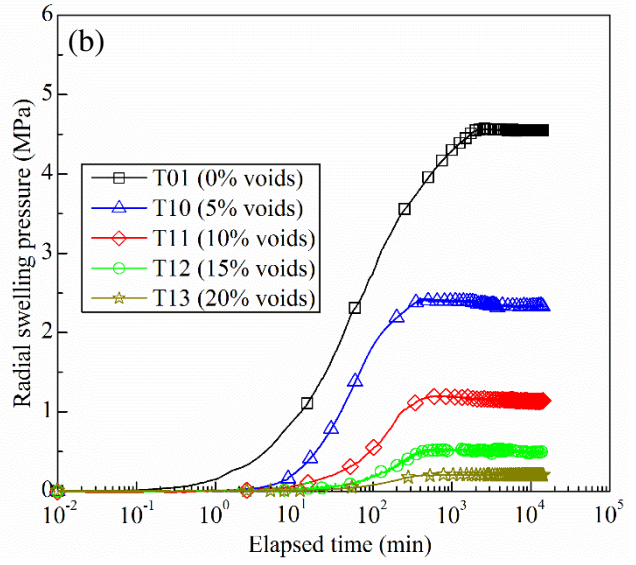 (b)
Radial swelling pressure (MPa)
6
5
4
3
2
1
0
T01 (0% voids)
T10 (5% voids)
T11 (10% voids)
T12 (15% voids)
T13 (20% voids)
10-2 10-1 100 101 102 103 104 105
Elapsed time (min)